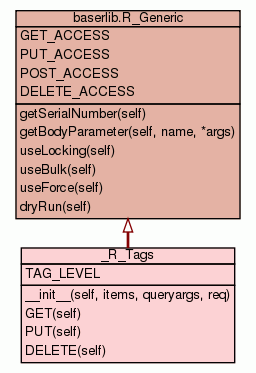 baserlib.R_Generic
GET_ACCESS
PUT_ACCESS
POST_ACCESS
DELETE_ACCESS
getSerialNumber(self)
getBodyParameter(self, name, *args)
useLocking(self)
useBulk(self)
useForce(self)
dryRun(self)
_R_Tags
TAG_LEVEL
__init__(self, items, queryargs, req)
GET(self)
PUT(self)
DELETE(self)